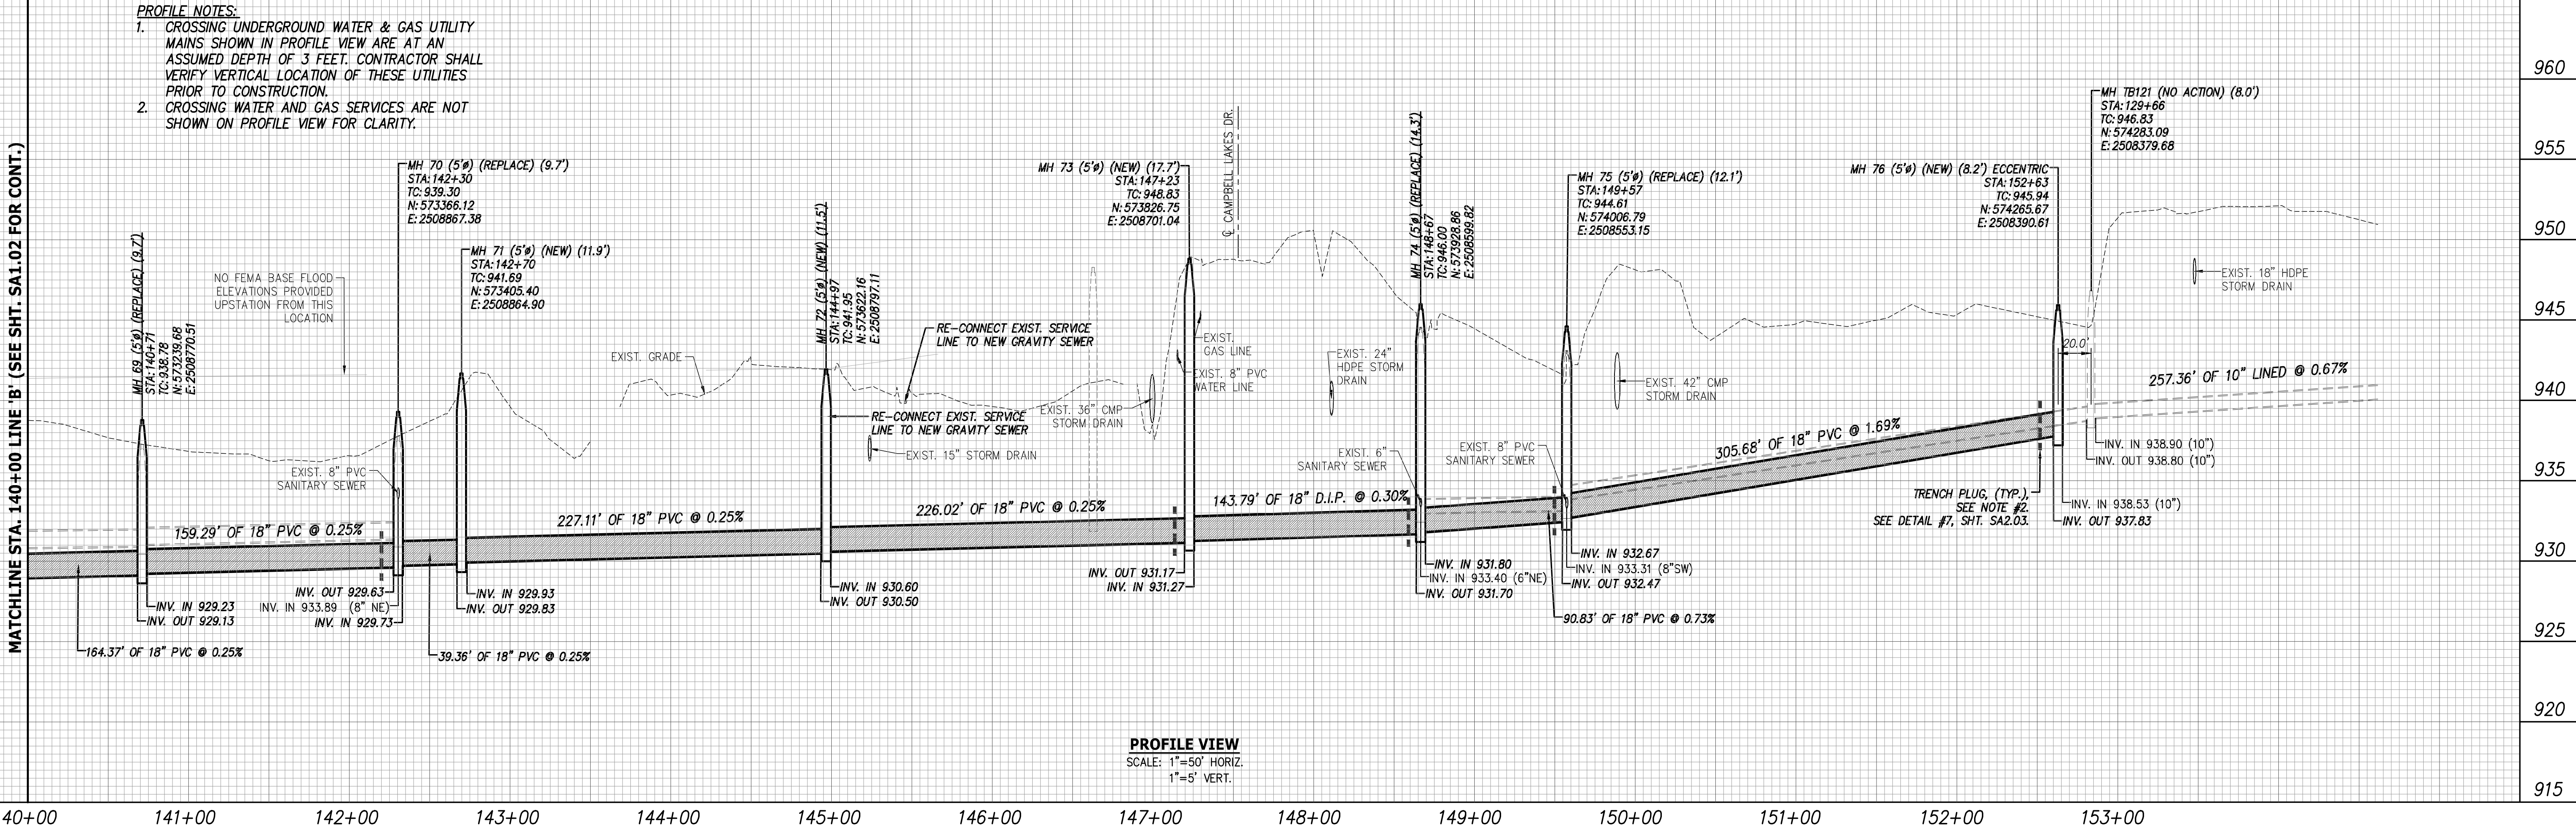 PROFILE NOTES:
1. CROSSING UNDERGROUND WATER & GAS UTILITY
MAINS SHOWN IN PROFILE VIEW ARE AT AN
ASSUMED DEPTH OF 3 FEET. CONTRACTOR SHALL
VERIFY VERTICAL LOCATION OF THESE UTILITIES
PRIOR TO CONSTRUCTION.
2. CROSSING WATER AND GAS SERVICES ARE NOT
SHOWN ON PROFILE VIEW FOR CLARITY.
MATCHLINE STA. 140+00 LINE 'B' (SEE SHT. SA1.02 FOR CONT.)
MH 69 (5'ø) (REPLACE) (9.7')
STA: 140+71
TC: 938.78
N: 573239.68
E: 2508770.51
NO FEMA BASE FLOOD
ELEVATIONS PROVIDED
UPSTATION FROM THIS
LOCATION
MH 70 (5'ø) (REPLACE) (9.7')
STA: 142+30
TC: 939.30
N: 573366.12
E: 2508867.38
MH 71 (5'ø) (NEW) (11.9')
STA: 142+70
TC: 941.69
N: 573405.40
E: 2508864.90
EXIST. GRADE
MH 72 (5'ø) (NEW) (11.5')
STA: 144+97
TC: 941.95
N: 573622.16
E: 2508797.11
RE-CONNECT EXIST. SERVICE
LINE TO NEW GRAVITY SEWER
RE-CONNECT EXIST. SERVICE
LINE TO NEW GRAVITY SEWER
EXIST. 15" STORM DRAIN
EXIST. 36" CMP
STORM DRAIN
MH 73 (5'ø) (NEW) (17.7')
STA: 147+23
TC: 948.83
N: 573826.75
E: 2508701.04
℄ CAMPBELL LAKES DR.
EXIST.
GAS LINE
EXIST. 8" PVC
WATER LINE
EXIST. 24"
HDPE STORM
DRAIN
MH 74 (5'ø) (REPLACE) (14.3')
STA: 148+67
TC: 946.00
N: 573928.86
E: 2508599.82
MH 75 (5'ø) (REPLACE) (12.1')
STA: 149+57
TC: 944.61
N: 574006.79
E: 2508553.15
EXIST. 42" CMP
STORM DRAIN
MH 76 (5'ø) (NEW) (8.2') ECCENTRIC
STA: 152+63
TC: 945.94
N: 574265.67
E: 2508390.61
MH TB121 (NO ACTION) (8.0')
STA: 129+66
TC: 946.83
N: 574283.09
E: 2508379.68
EXIST. 18" HDPE
STORM DRAIN
20.0'
EXIST. 8" PVC
SANITARY SEWER
EXIST. 6"
SANITARY SEWER
EXIST. 8" PVC
SANITARY SEWER
159.29' OF 18" PVC @ 0.25%
227.11' OF 18" PVC @ 0.25%
226.02' OF 18" PVC @ 0.25%
143.79' OF 18" D.I.P. @ 0.30%
305.68' OF 18" PVC @ 1.69%
257.36' OF 10" LINED @ 0.67%
INV. IN 929.23
INV. OUT 929.13
164.37' OF 18" PVC @ 0.25%
INV. OUT 929.63
INV. IN 933.89 (8" NE)
INV. IN 929.73
INV. IN 929.93
INV. OUT 929.83
39.36' OF 18" PVC @ 0.25%
INV. IN 930.60
INV. OUT 930.50
INV. OUT 931.17
INV. IN 931.27
INV. IN 931.80
INV. IN 933.40 (6"NE)
INV. OUT 931.70
INV. IN 932.67
INV. IN 933.31 (8"SW)
INV. OUT 932.47
90.83' OF 18" PVC @ 0.73%
TRENCH PLUG, (TYP.),
SEE NOTE #2.
SEE DETAIL #7, SHT. SA2.03.
INV. IN 938.90 (10")
INV. OUT 938.80 (10")
INV. IN 938.53 (10")
INV. OUT 937.83
960
955
950
945
940
935
930
925
920
915
PROFILE VIEW
SCALE: 1"=50' HORIZ.
1"=5' VERT.
40+00 141+00 142+00 143+00 144+00 145+00 146+00 147+00 148+00 149+00 150+00 151+00 152+00 153+00